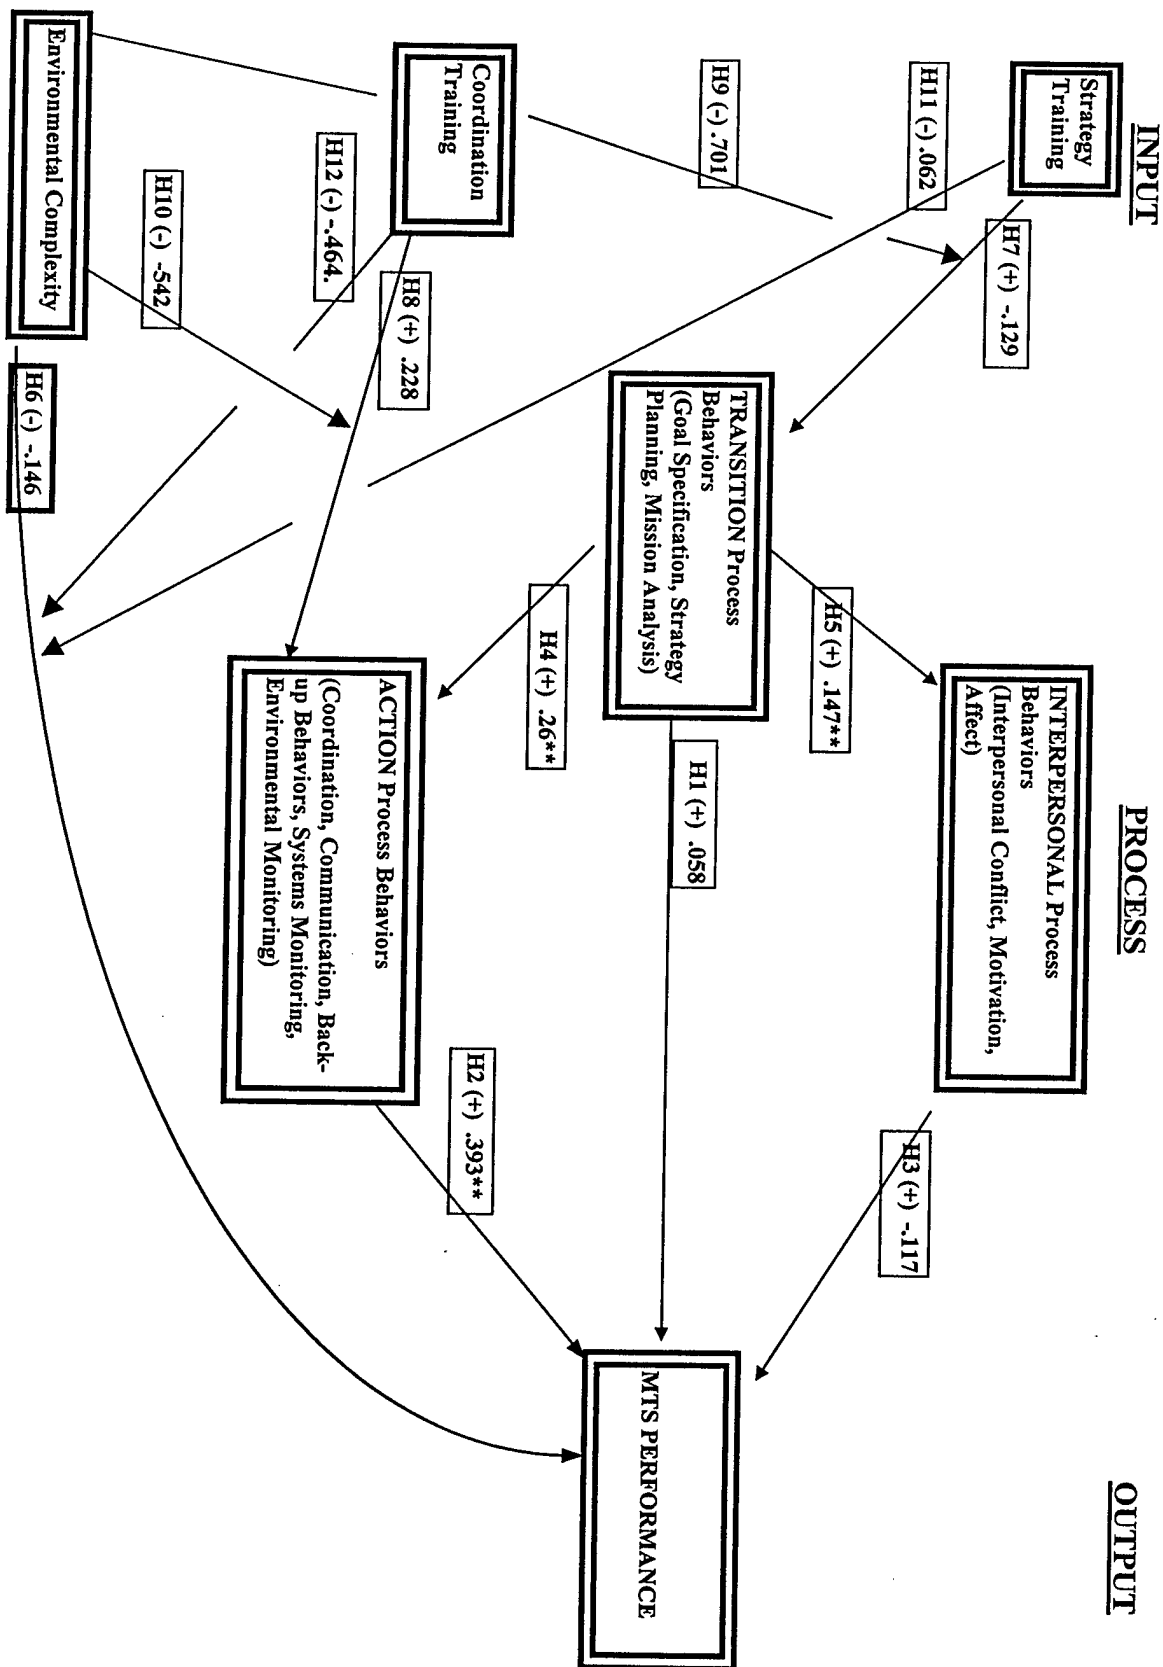 INPUT
PROCESS
OUTPUT
Strategy
Training
H11 (-) .062
H7 (+) -.129
H9 (-) .701
Coordination
Training
H12 (-) -.464.
H8 (+) .228
H10 (-) -542
Environmental Complexity
H6 (-) -.146
INTERPERSONAL Process
Behaviors
(Interpersonal Conflict, Motivation,
Affect)
H5 (+) .147**
TRANSITION Process
Behaviors
(Goal Specification, Strategy
Planning, Mission Analysis)
H4 (+) .26**
H1 (+) .058
ACTION Process Behaviors
(Coordination, Communication, Back-
up Behaviors, Systems Monitoring,
Environmental Monitoring)
H3 (+) -.117
H2 (+) .393**
MTS PERFORMANCE